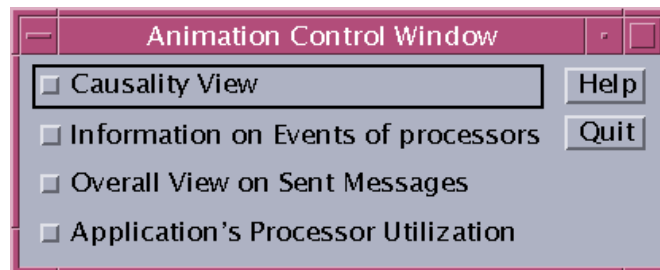 Animation Control Window
Causality View
Help
Information on Events of processors
Quit
Overall View on Sent Messages
Application's Processor Utilization